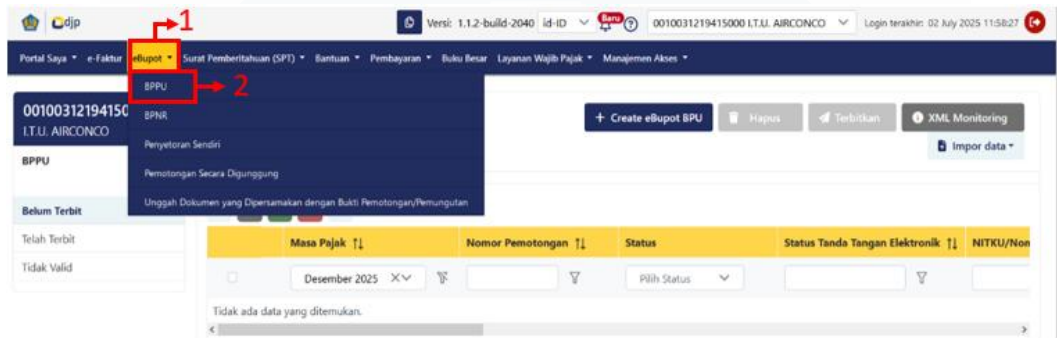 djp
1
Versi: 1.1.2-build-2040 id-ID Baru 0010031219415000 I.T.U. AIRCONCO Login terakhir: 02 July 2025 11:58:27
Portal Saya e-Faktur eBupot Surat Pemberitahuan (SPT) Bantuan Pembayaran Buku Besar Layanan Wajib Pajak Manajemen Akses
BPPU
2
BPNR
Penyetoran Sendiri
Pemotongan Secara Digunggung
Unggah Dokumen yang Dipersamakan dengan Bukti Pemotongan/Pemungutan
00100312194150
I.T.U. AIRCONCO
+ Create eBupot BPU Hapus Terbitkan XML Monitoring
BPPU
Impor data
Belum Terbit
Telah Terbit
Tidak Valid
Masa Pajak Nomor Pemotongan Status Status Tanda Tangan Elektronik NITKU/Nom
Desember 2025 Pilih Status
Tidak ada data yang ditemukan.